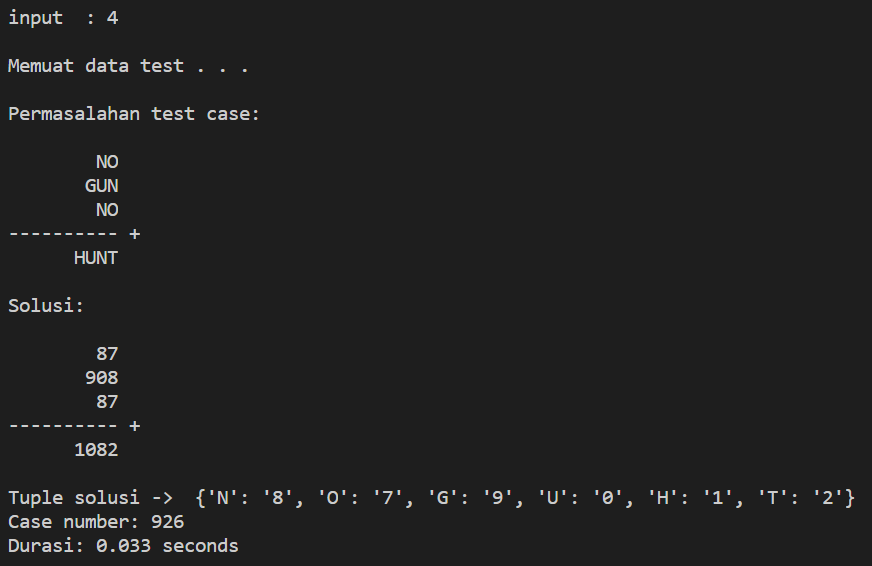 input  : 4
Memuat data test . . .
Permasalahan test case:
NO
GUN
NO
---------- +
HUNT
Solusi:
87
908
87
---------- +
1082
Tuple solusi ->  {'N': '8', 'O': '7', 'G': '9', 'U': '0', 'H': '1', 'T': '2'}
Case number: 926
Durasi: 0.033 seconds